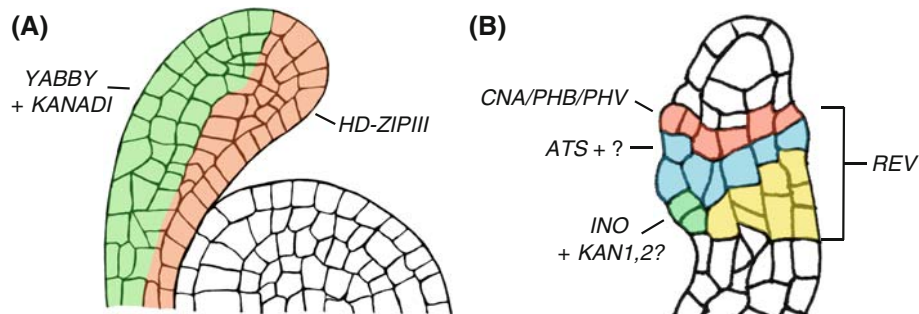 (A)
YABBY
+ KANADI
HD-ZIPIII
(B)
CNA/PHB/PHV
ATS + ?
REV
INO
+ KAN1,2?